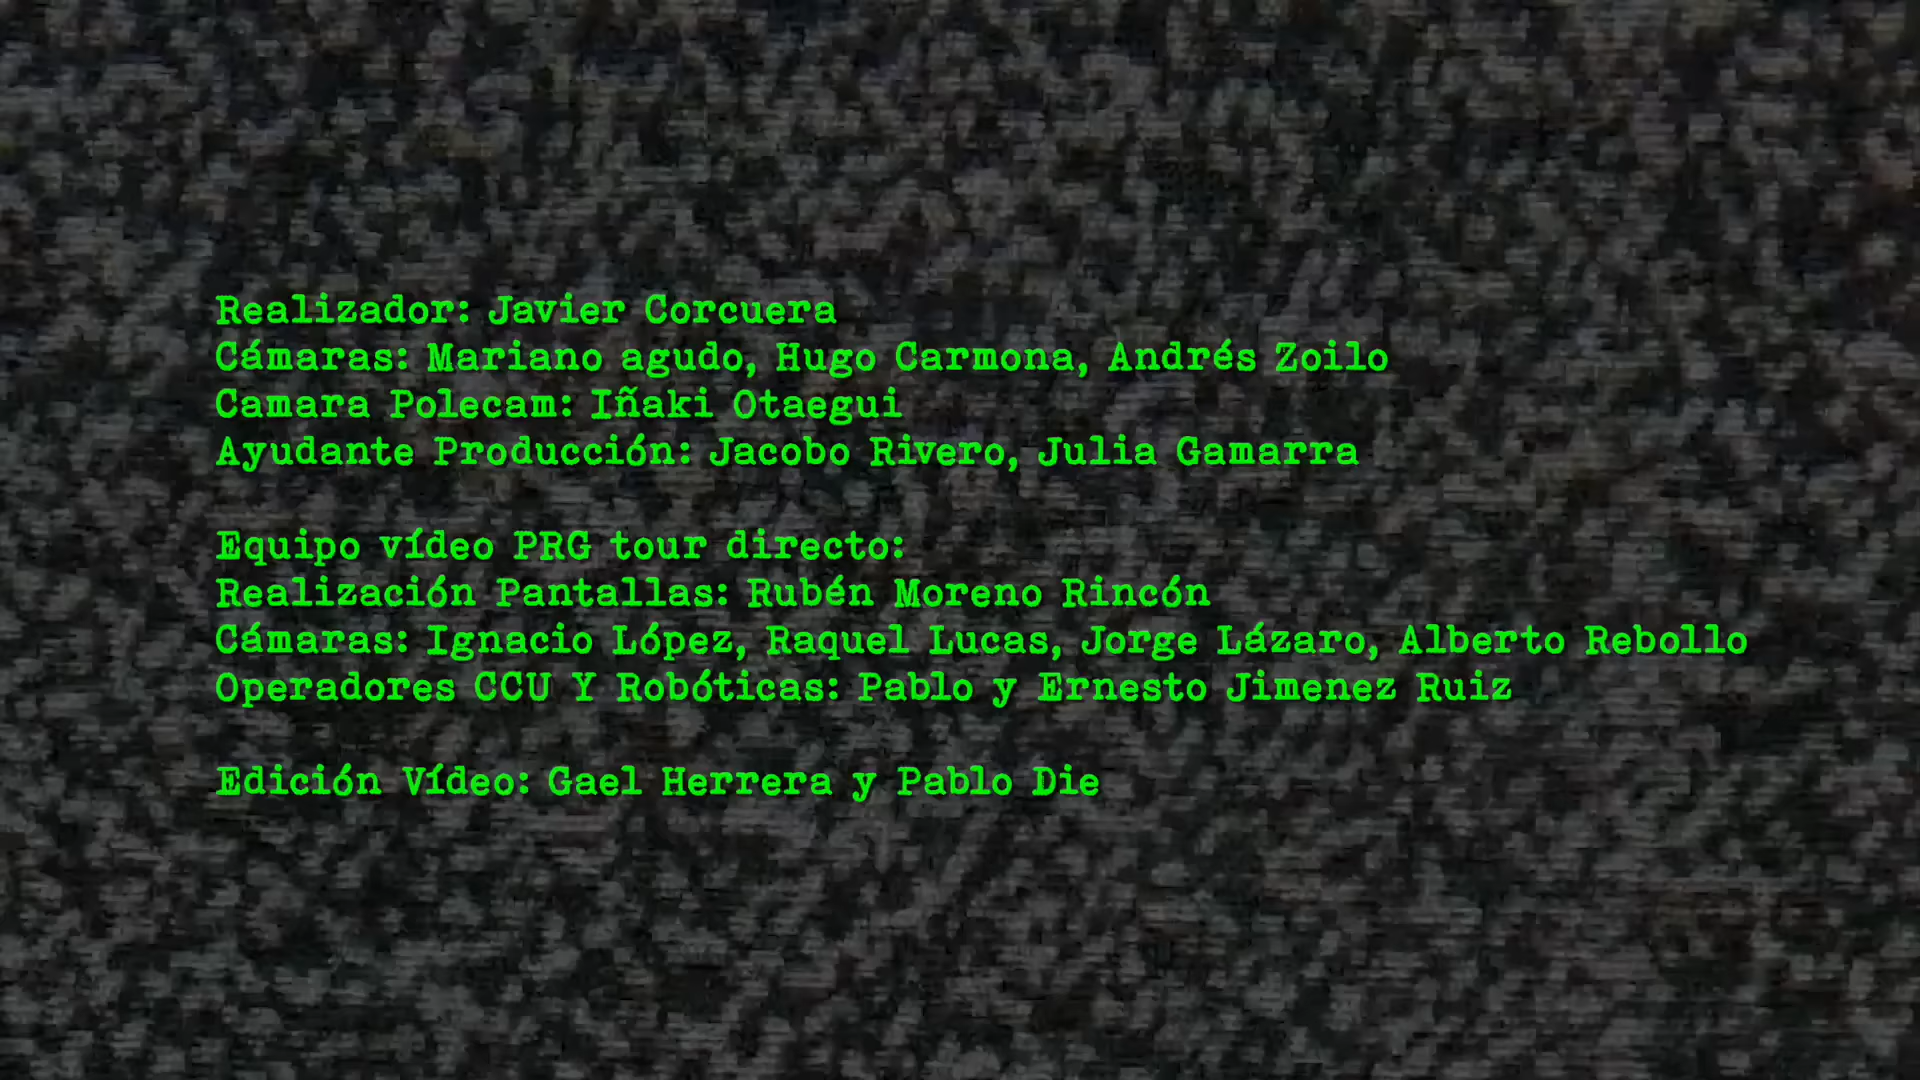 Realizador: Javier Corcuera
Cámaras: Mariano agudo, Hugo Carmona, Andrés Zoilo
Camara Polecam: Iñaki Otaegui
Ayudante Producción: Jacobo Rivero, Julia Gamarra
Equipo vídeo PRG tour directo:
Realización Pantallas: Rubén Moreno Rincón
Cámaras: Ignacio López, Raquel Lucas, Jorge Lázaro, Alberto Rebollo
Operadores CCU Y Robóticas: Pablo y Ernesto Jimenez Ruiz
Edición Vídeo: Gael Herrera y Pablo Die